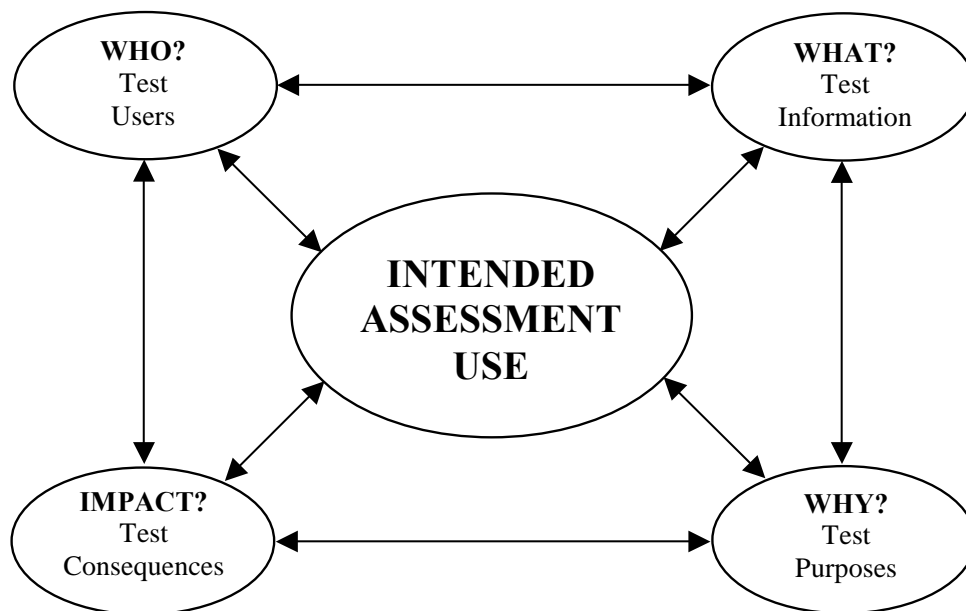 WHO?
Test
Users
WHAT?
Test
Information
INTENDED
ASSESSMENT
USE
IMPACT?
Test
Consequences
WHY?
Test
Purposes